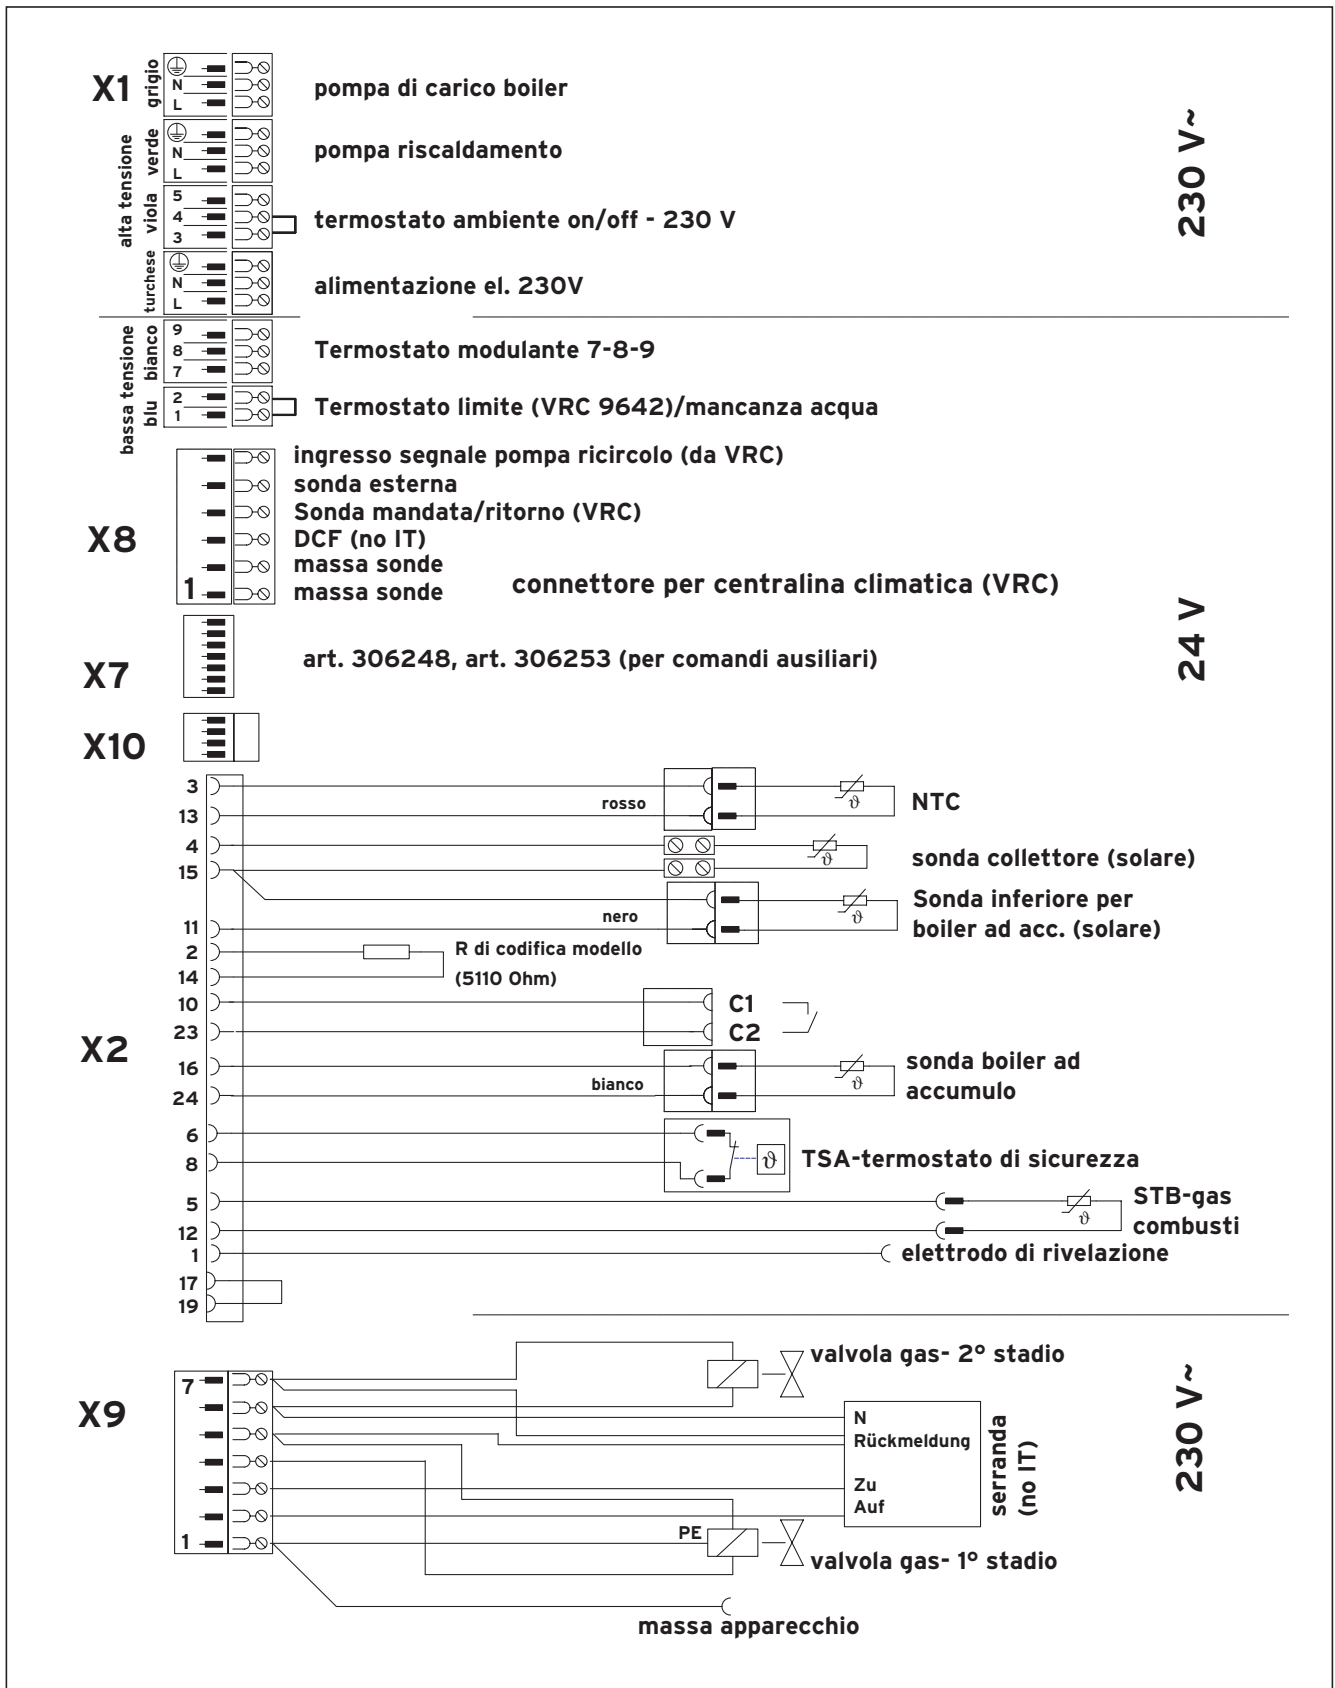 X1
grigio
N
L
pompa di carico boiler
alta tensione
verde
N
L
pompa riscaldamento
viola
5
4
3
termostato ambiente on/off - 230 V
turchese
N
L
alimentazione el. 230V
230 V~
bassa tensione
bianco
9
8
7
Termostato modulante 7-8-9
blu
2
1
Termostato limite (VRC 9642)/mancanza acqua
X8
ingresso segnale pompa ricircolo (da VRC)
sonda esterna
Sonda mandata/ritorno (VRC)
DCF (no IT)
massa sonde
1
massa sonde
connettore per centralina climatica (VRC)
24 V
X7
art. 306248, art. 306253 (per comandi ausiliari)
X10
X2
3
13
rosso
ϑ
NTC
4
15
ϑ
sonda collettore (solare)
11
nero
ϑ
Sonda inferiore per
boiler ad acc. (solare)
2
14
R di codifica modello
(5110 Ohm)
10
C1
23
C2
16
24
bianco
ϑ
sonda boiler ad
accumulo
6
8
ϑ
TSA-termostato di sicurezza
5
12
ϑ
STB-gas
combusti
1
elettrodo di rivelazione
17
19
X9
7
1
valvola gas- 2° stadio
N
Rückmeldung
Zu
Auf
serranda
(no IT)
230 V~
PE
valvola gas- 1° stadio
massa apparecchio